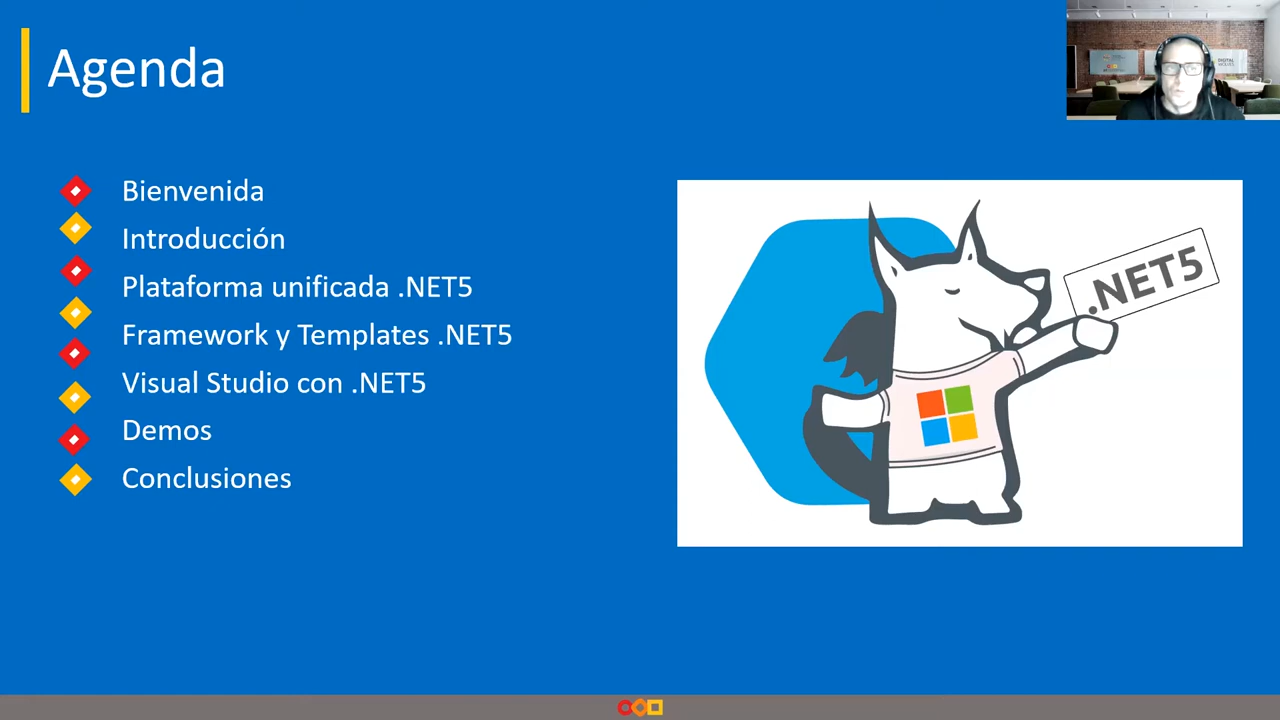 Agenda
Bienvenida
Introducción
Plataforma unificada .NET5
Framework y Templates .NET5
Visual Studio con .NET5
Demos
Conclusiones
.NET5